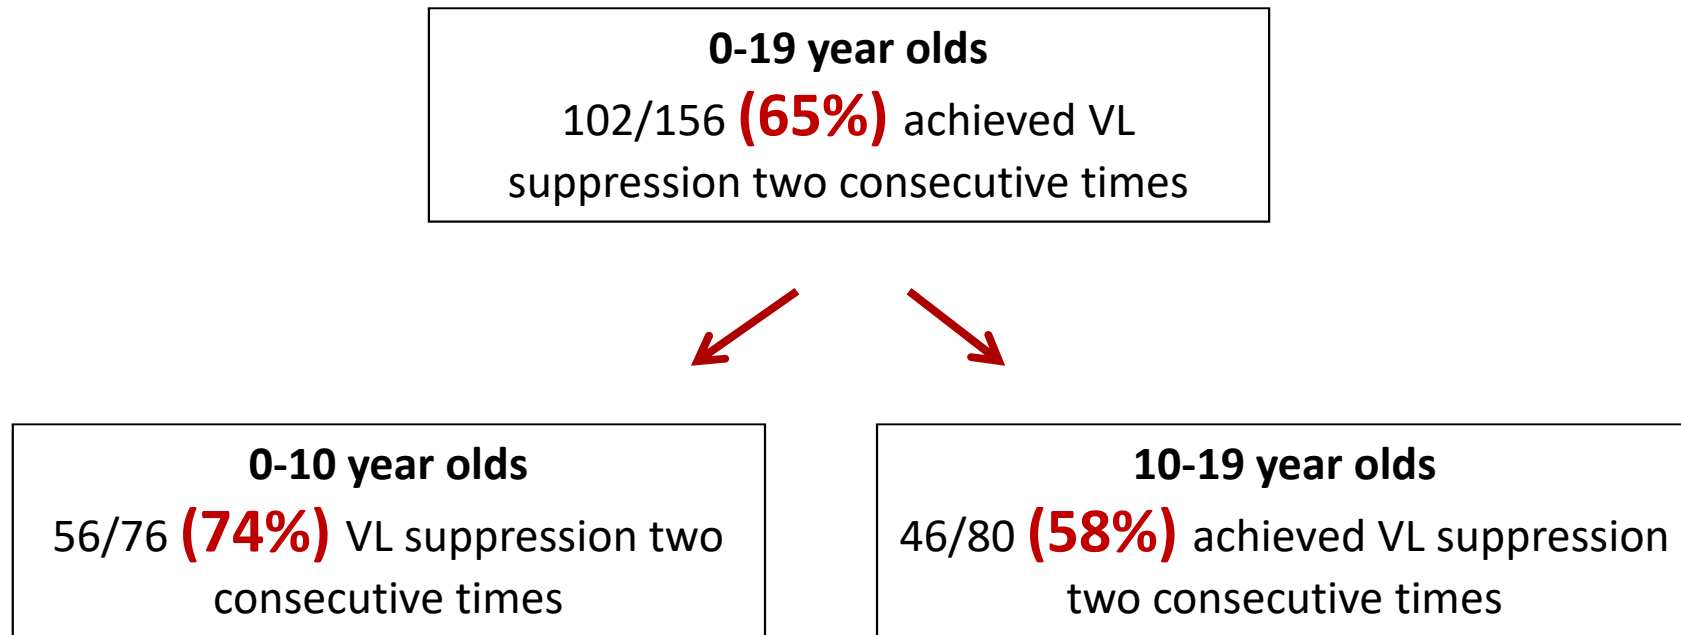 0-19 year olds
102/156 (65%) achieved VL
suppression two consecutive times
0-10 year olds
56/76 (74%) VL suppression two
consecutive times
10-19 year olds
46/80 (58%) achieved VL suppression
two consecutive times